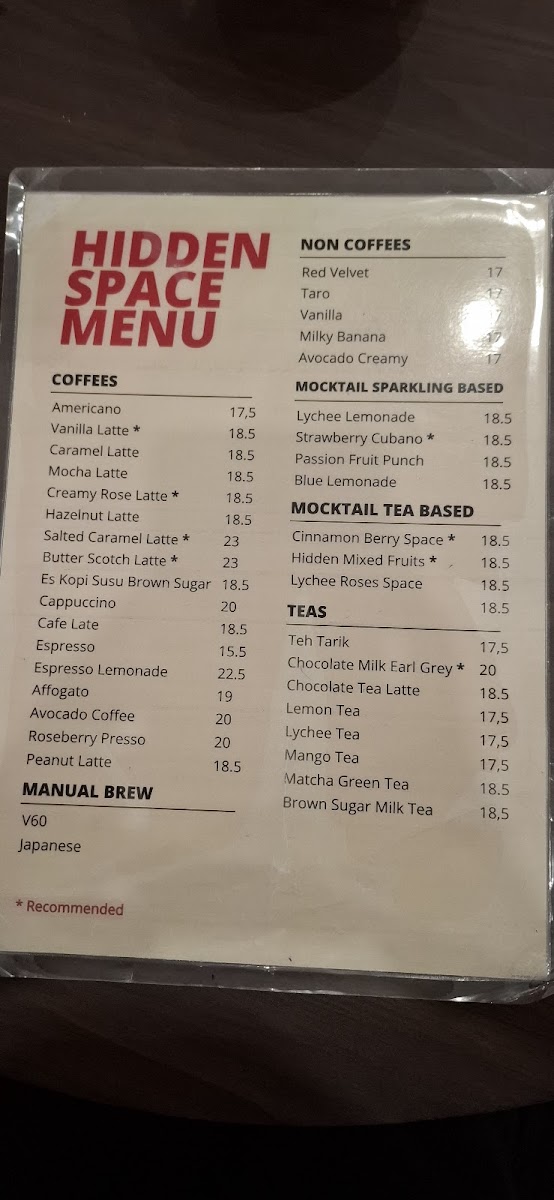 HIDDEN
SPACE
MENU
COFFEES
Americano 17,5
Vanilla Latte * 18.5
Caramel Latte 18.5
Mocha Latte 18.5
Creamy Rose Latte * 18.5
Hazelnut Latte 18.5
Salted Caramel Latte * 23
Butter Scotch Latte * 23
Es Kopi Susu Brown Sugar 18.5
Cappuccino 20
Cafe Late 18.5
Espresso 15.5
Espresso Lemonade 22.5
Affogato 19
Avocado Coffee 20
Roseberry Presso 20
Peanut Latte 18.5
MANUAL BREW
V60
Japanese
* Recommended
NON COFFEES
Red Velvet 17
Taro 17
Vanilla 17
Milky Banana 17
Avocado Creamy 17
MOCKTAIL SPARKLING BASED
Lychee Lemonade 18.5
Strawberry Cubano * 18.5
Passion Fruit Punch 18.5
Blue Lemonade 18.5
MOCKTAIL TEA BASED
Cinnamon Berry Space * 18.5
Hidden Mixed Fruits * 18.5
Lychee Roses Space 18.5
18.5
TEAS
Teh Tarik 17,5
Chocolate Milk Earl Grey * 20
Chocolate Tea Latte 18.5
Lemon Tea 17,5
Lychee Tea 17,5
Mango Tea 17,5
Matcha Green Tea 18.5
Brown Sugar Milk Tea 18,5